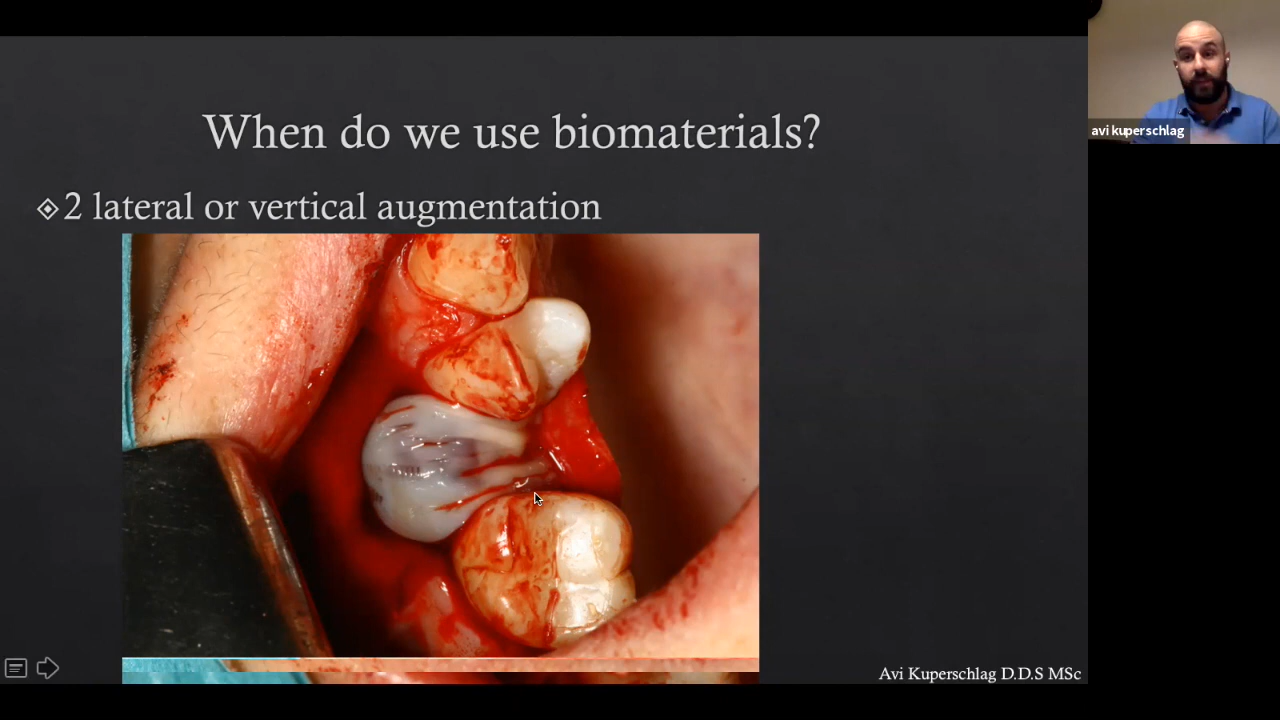 When do we use biomaterials?
2 lateral or vertical augmentation
avi kuperschlag
Avi Kuperschlag D.D.S MSc